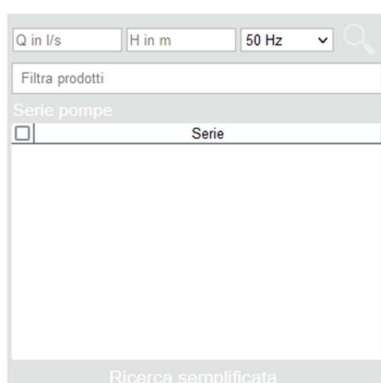 Q in l/s H in m 50 Hz
Filtra prodotti
Serie pompe
Serie
Ricerca semplificata